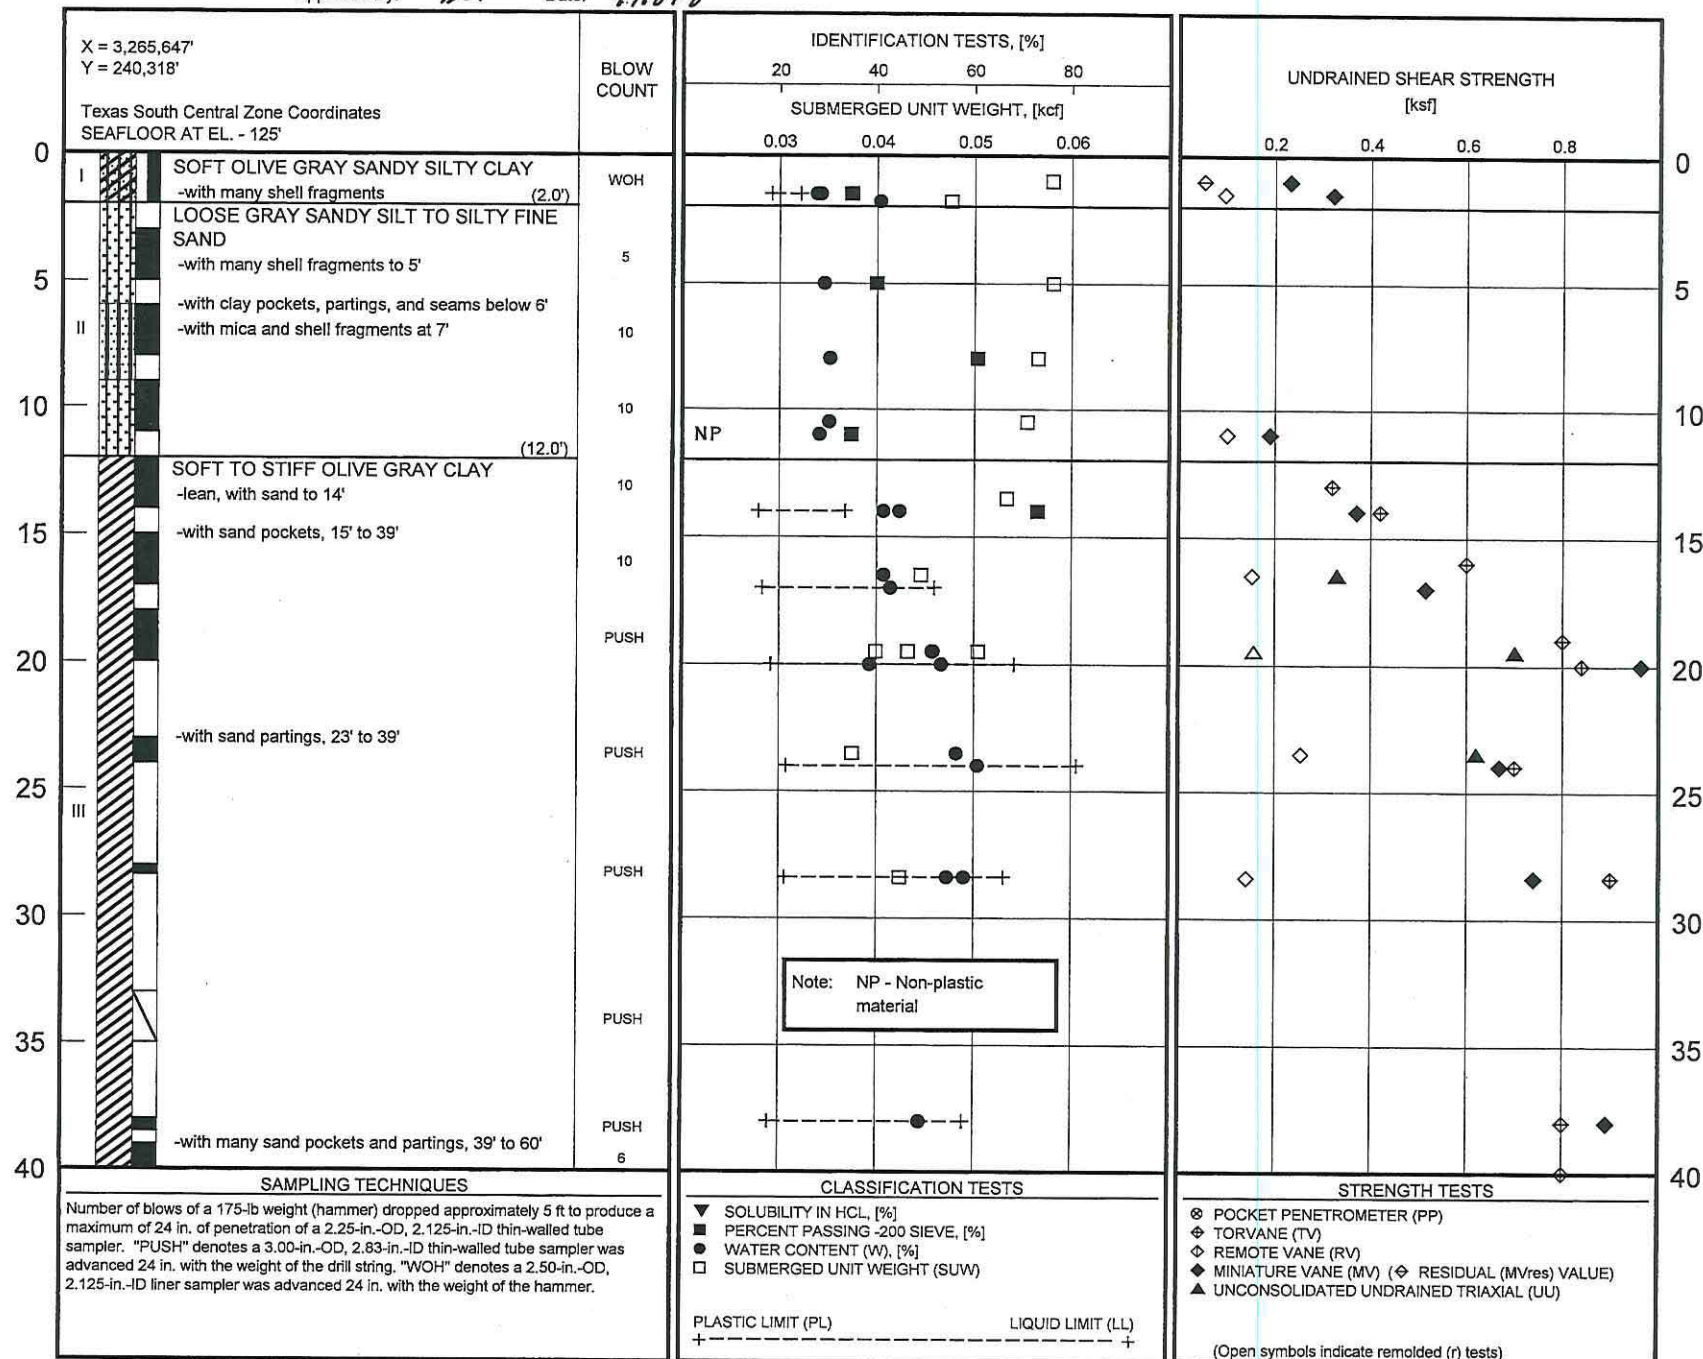 X = 3,265,647'
Y = 240,318'
Texas South Central Zone Coordinates
SEAFLOOR AT EL. - 125'
BLOW
COUNT
IDENTIFICATION TESTS, [%]
20 40 60 80
SUBMERGED UNIT WEIGHT, [kcf]
0.03 0.04 0.05 0.06
UNDRAINED SHEAR STRENGTH
[ksf]
0.2 0.4 0.6 0.8
0
I
SOFT OLIVE GRAY SANDY SILTY CLAY
-with many shell fragments (2.0')
WOH
0
LOOSE GRAY SANDY SILT TO SILTY FINE
SAND
-with many shell fragments to 5'
5
5
5
-with clay pockets, partings, and seams below 6'
II
-with mica and shell fragments at 7'
10
10
10
10
NP
(12.0')
SOFT TO STIFF OLIVE GRAY CLAY
-lean, with sand to 14'
10
15
-with sand pockets, 15' to 39'
15
10
PUSH
20
20
-with sand partings, 23' to 39'
PUSH
25
25
III
PUSH
30
30
Note: NP - Non-plastic
material
PUSH
35
35
PUSH
-with many sand pockets and partings, 39' to 60'
6
40
40
SAMPLING TECHNIQUES
Number of blows of a 175-lb weight (hammer) dropped approximately 5 ft to produce a
maximum of 24 in. of penetration of a 2.25-in.-OD, 2.125-in.-ID thin-walled tube
sampler. "PUSH" denotes a 3.00-in.-OD, 2.83-in.-ID thin-walled tube sampler was
advanced 24 in. with the weight of the drill string. "WOH" denotes a 2.50-in.-OD,
2.125-in.-ID liner sampler was advanced 24 in. with the weight of the hammer.
CLASSIFICATION TESTS
SOLUBILITY IN HCL, [%]
PERCENT PASSING -200 SIEVE, [%]
WATER CONTENT (W), [%]
SUBMERGED UNIT WEIGHT (SUW)
PLASTIC LIMIT (PL) LIQUID LIMIT (LL)
STRENGTH TESTS
POCKET PENETROMETER (PP)
TORVANE (TV)
REMOTE VANE (RV)
MINIATURE VANE (MV) ( RESIDUAL (MVres) VALUE)
UNCONSOLIDATED UNDRAINED TRIAXIAL (UU)
(Open symbols indicate remolded (r) tests)